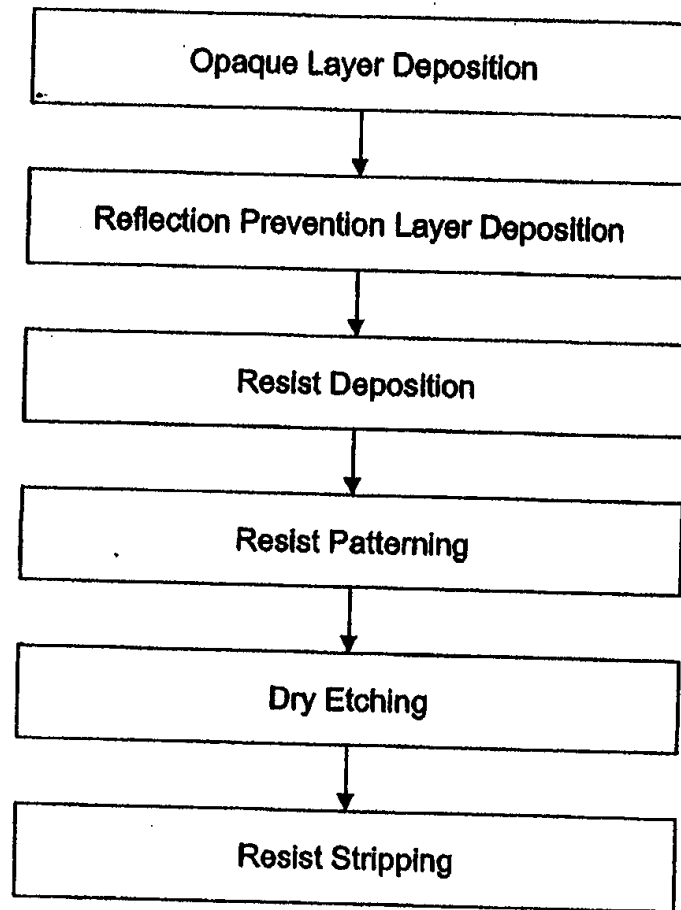 Opaque Layer Deposition
Reflection Prevention Layer Deposition
Resist Deposition
Resist Patterning
Dry Etching
Resist Stripping